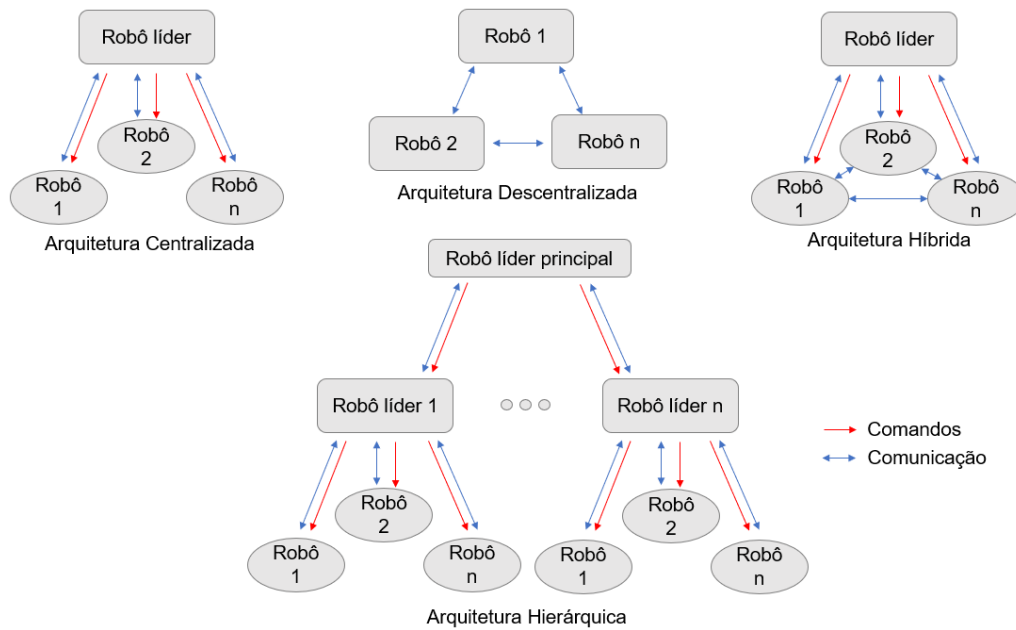 Robô líder
Robô
2
Robô
1
Robô
n
Arquitetura Centralizada
Robô 1
Robô 2
Robô n
Arquitetura Descentralizada
Robô líder
Robô
2
Robô
1
Robô
n
Arquitetura Híbrida
Robô líder principal
Robô líder 1
Robô líder n
Robô
2
Robô
1
Robô
n
Robô
2
Robô
1
Robô
n
Comandos
Comunicação
Arquitetura Hierárquica